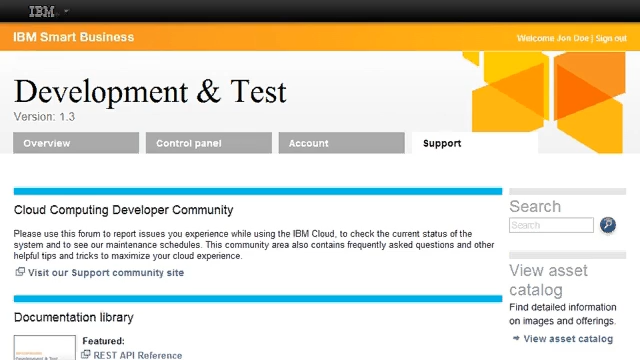 IBM
IBM Smart Business
Welcome Jon Doe | Sign out
Development & Test
Version: 1.3
Overview
Control panel
Account
Support
Cloud Computing Developer Community
Please use this forum to report issues you experience while using the IBM Cloud, to check the current status of the
system and to see our maintenance schedules. This community area also contains frequently asked questions and other
helpful tips and tricks to maximize your cloud experience.
Visit our Support community site
Documentation library
Featured:
REST API Reference
Search
Search
View asset
catalog
Find detailed information
on images and offerings.
View asset catalog